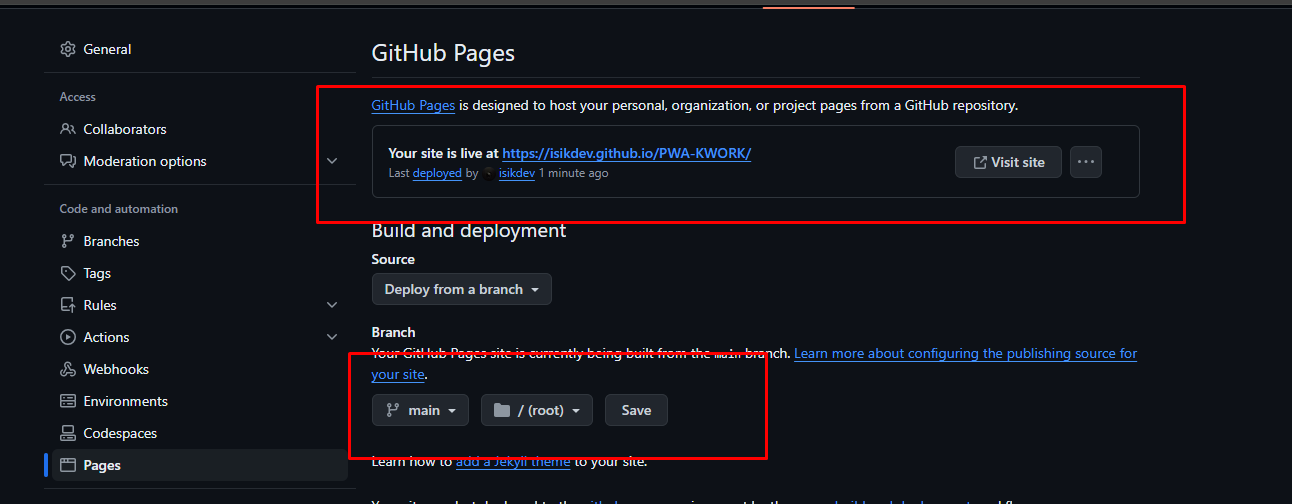 General
Access
Collaborators
Moderation options
Code and automation
Branches
Tags
Rules
Actions
Webhooks
Environments
Codespaces
Pages
GitHub Pages
GitHub Pages is designed to host your personal, organization, or project pages from a GitHub repository.
Your site is live at https://isikdev.github.io/PWA-KWORK/
Last deployed by isikdev 1 minute ago
Visit site
Build and deployment
Source
Deploy from a branch
Branch
Your GitHub Pages site is currently being built from the main branch. Learn more about configuring the publishing source for
your site.
main
/ (root)
Save
Learn how to add a Jekyll theme to your site.